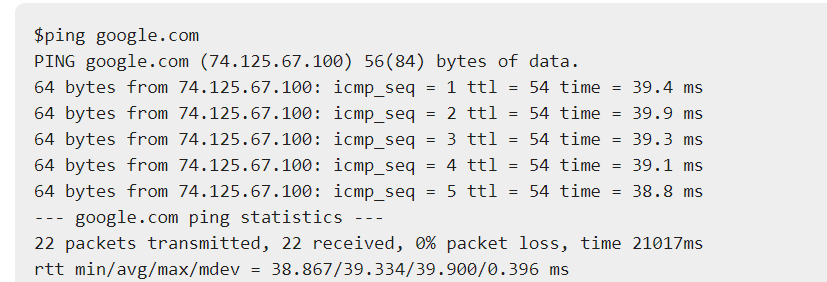 $ping google.com
PING google.com (74.125.67.100) 56(84) bytes of data.
64 bytes from 74.125.67.100: icmp_seq = 1 ttl = 54 time = 39.4 ms
64 bytes from 74.125.67.100: icmp_seq = 2 ttl = 54 time = 39.9 ms
64 bytes from 74.125.67.100: icmp_seq = 3 ttl = 54 time = 39.3 ms
64 bytes from 74.125.67.100: icmp_seq = 4 ttl = 54 time = 39.1 ms
64 bytes from 74.125.67.100: icmp_seq = 5 ttl = 54 time = 38.8 ms
--- google.com ping statistics ---
22 packets transmitted, 22 received, 0% packet loss, time 21017ms
rtt min/avg/max/mdev = 38.867/39.334/39.900/0.396 ms